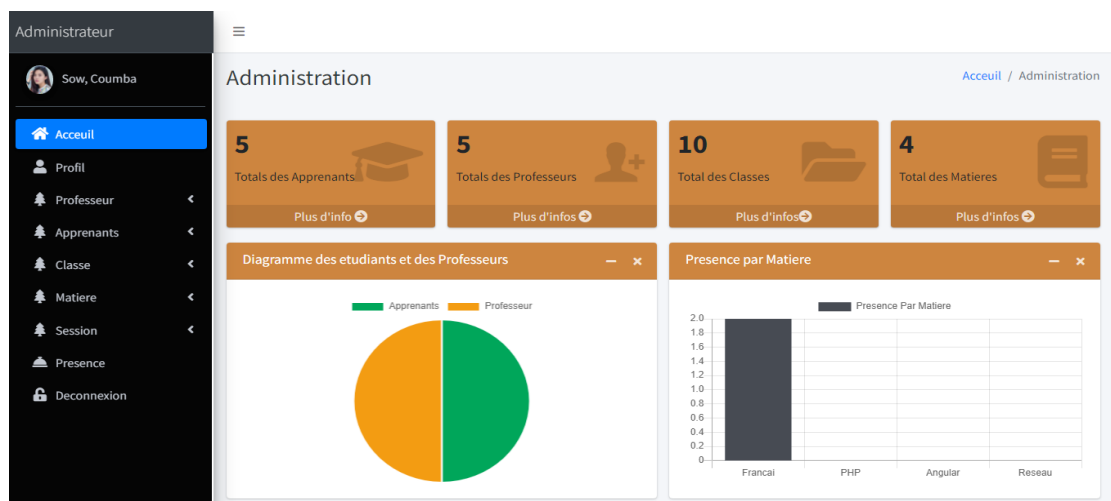 Administrateur
Sow, Coumba
Acceuil
Profil
Professeur
Apprenants
Classe
Matiere
Session
Presence
Deconnexion
Administration
Acceuil / Administration
5
Totals des Apprenants
Plus d'info
5
Totals des Professeurs
Plus d'infos
10
Total des Classes
Plus d'infos
4
Total des Matieres
Plus d'infos
Diagramme des etudiants et des Professeurs
Apprenants Professeur
Presence par Matiere
Presence Par Matiere
2.0
1.8
1.6
1.4
1.2
1.0
0.8
0.6
0.4
0.2
0
Francai PHP Angular Reseau